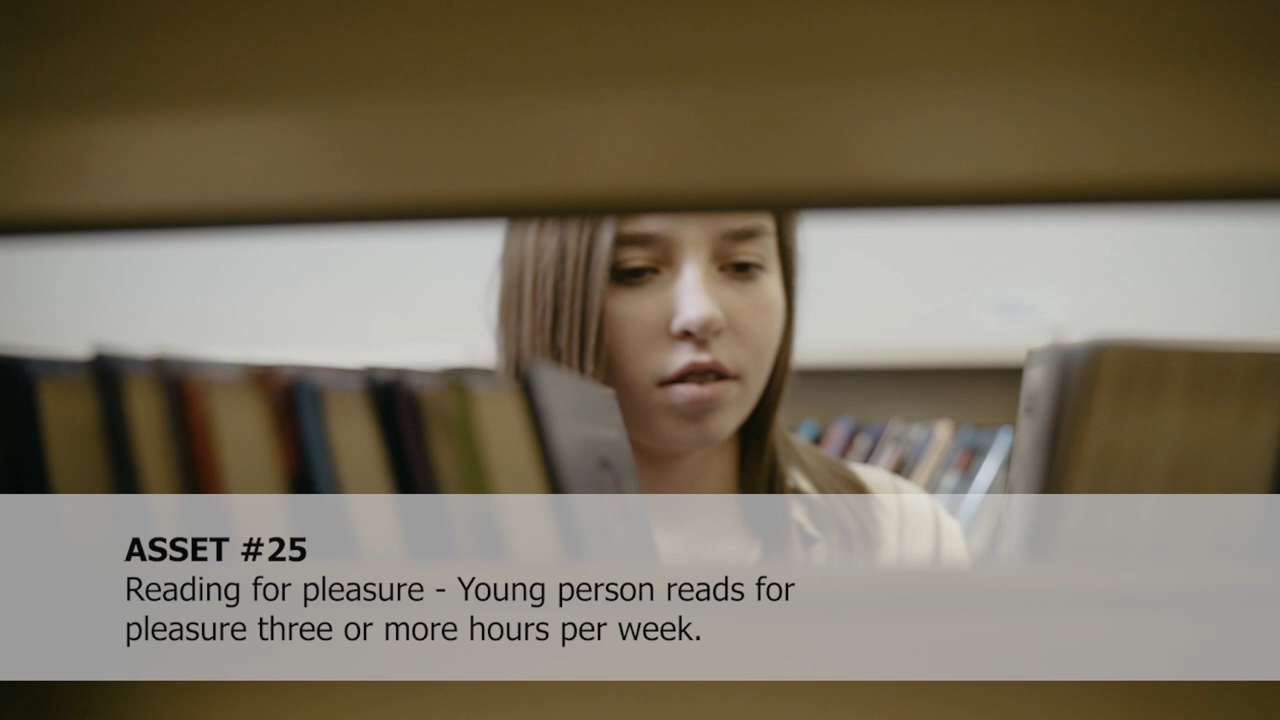 ASSET #25
Reading for pleasure - Young person reads for
pleasure three or more hours per week.